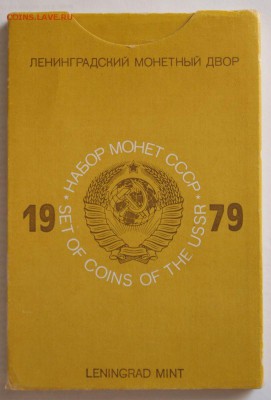 COINS.LAVE.RU
ЛЕНИНГРАДСКИЙ МОНЕТНЫЙ ДВОР
НАБОР МОНЕТ СССР
19 79
• SET OF COINS OF THE USSR •
LENINGRAD MINT